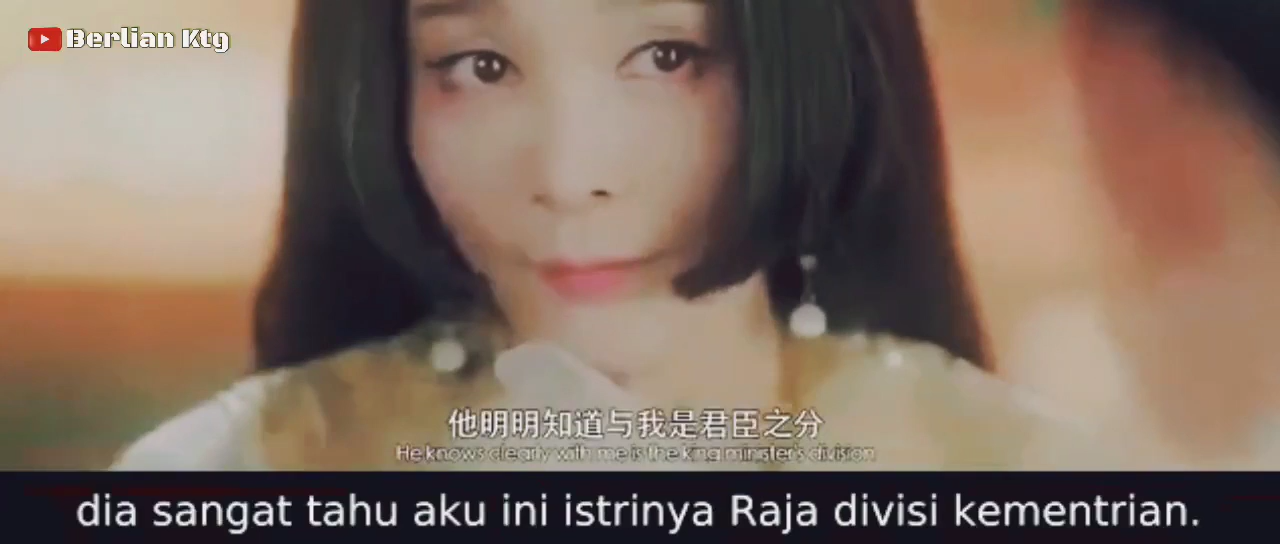 Berlian Ktg
他明明知道与我是君臣之分
He knows clearly with me is the king minster's division
dia sangat tahu aku ini istrinya Raja divisi kementrian.